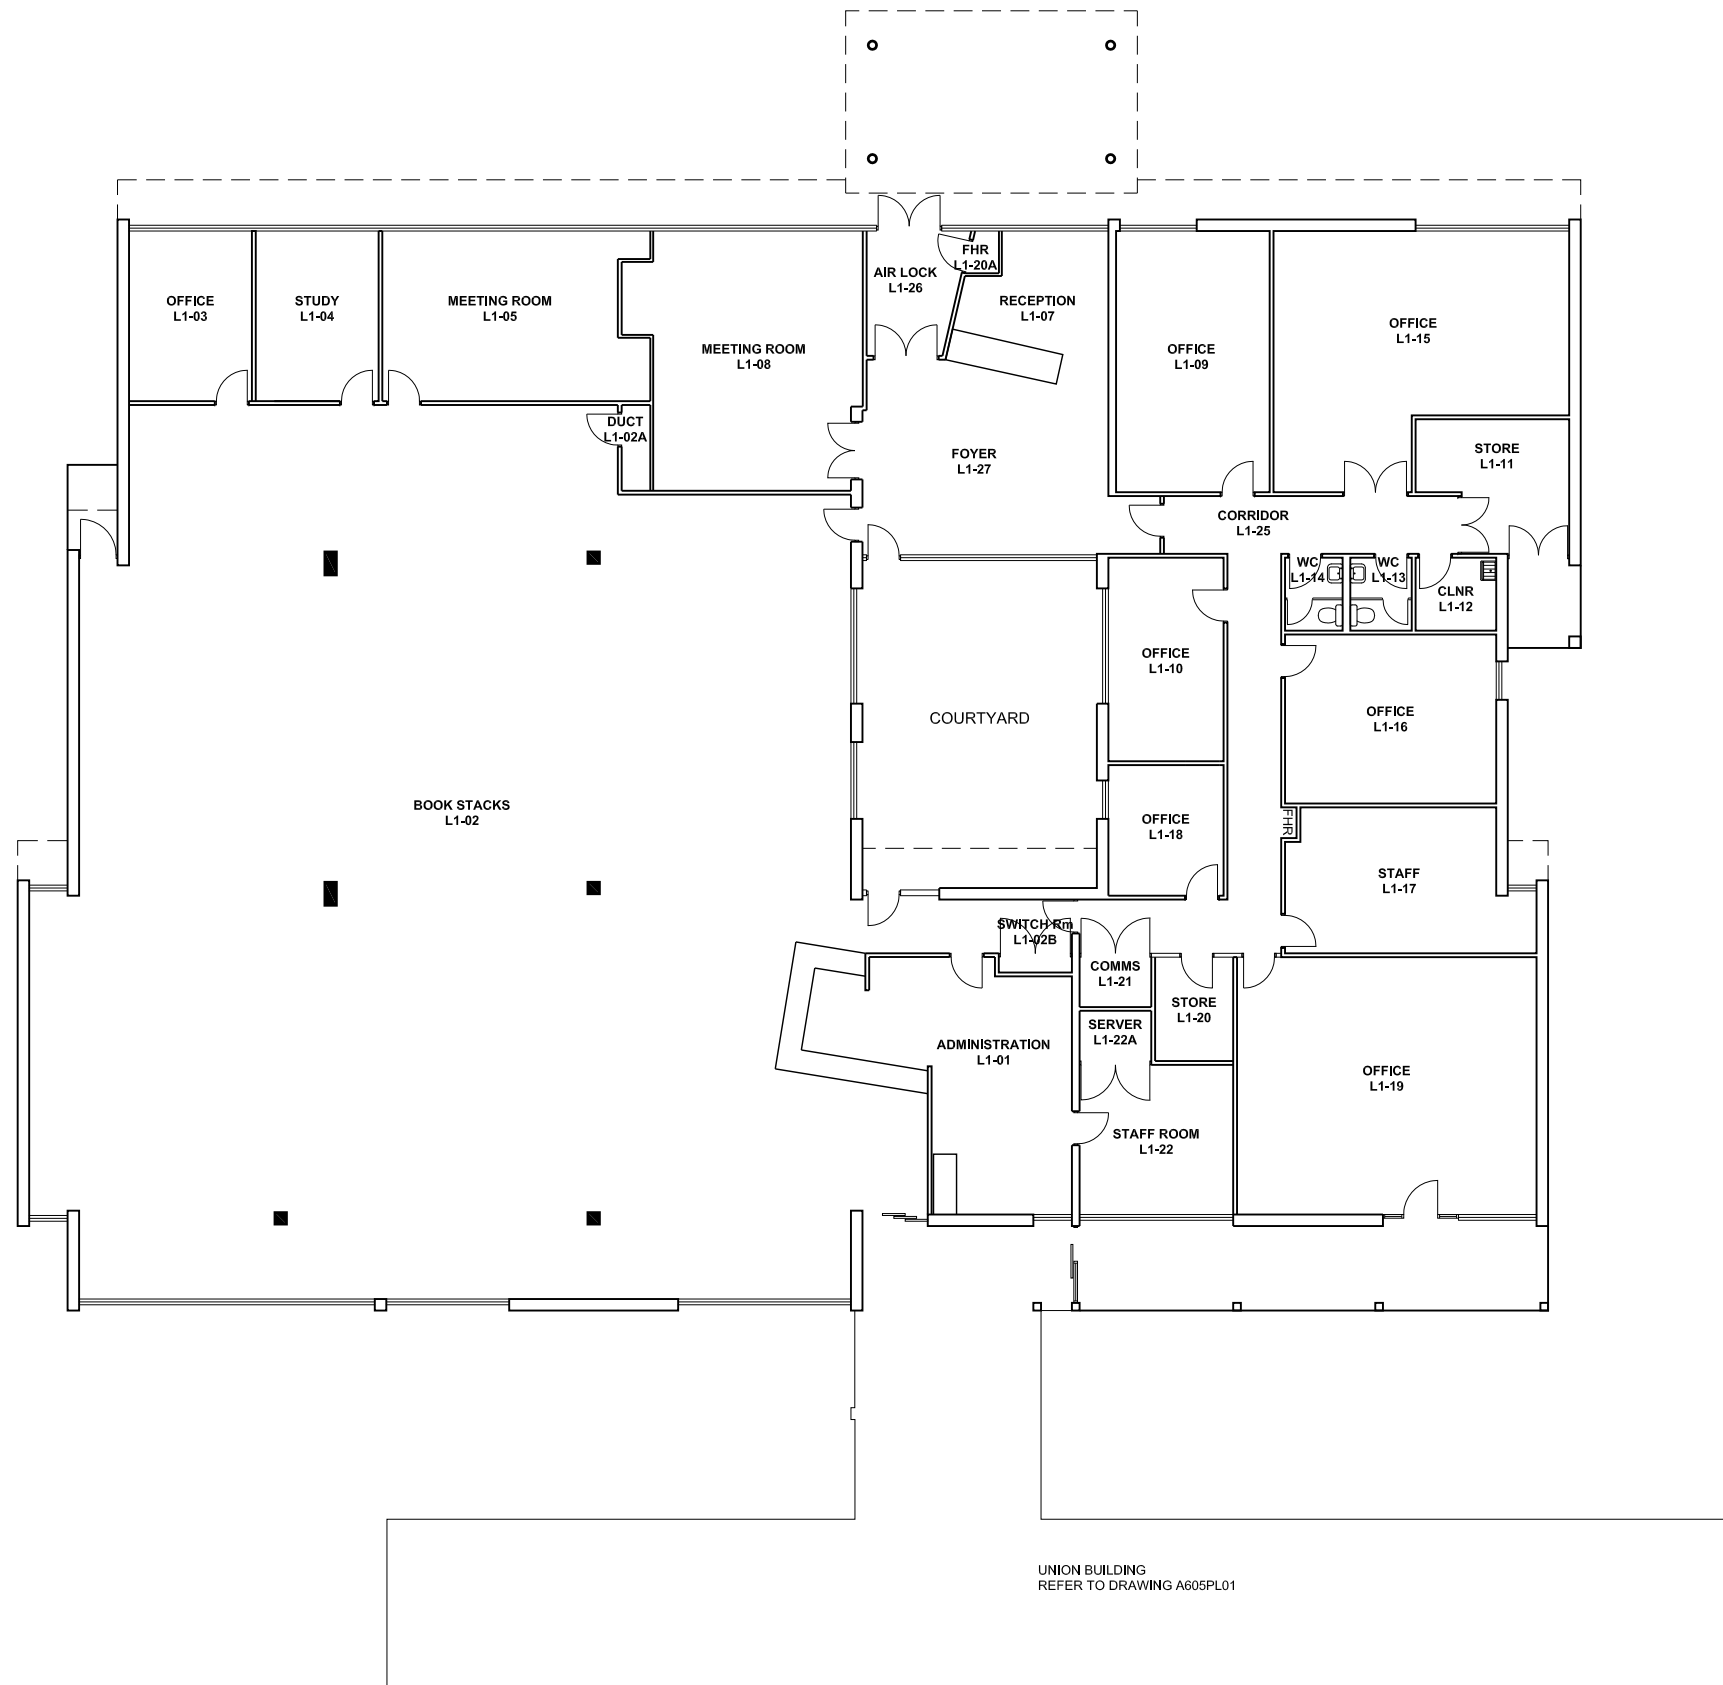 FHR
L1-20A
AIR LOCK
L1-26
OFFICE
L1-03
STUDY
L1-04
MEETING ROOM
L1-05
RECEPTION
L1-07
MEETING ROOM
L1-08
OFFICE
L1-09
OFFICE
L1-15
DUCT
L1-02A
FOYER
L1-27
STORE
L1-11
CORRIDOR
L1-25
WC
L1-14
WC
L1-13
CLNR
L1-12
OFFICE
L1-10
COURTYARD
OFFICE
L1-16
BOOK STACKS
L1-02
OFFICE
L1-18
FHR
STAFF
L1-17
SWITCH Rm
L1-02B
COMMS
L1-21
STORE
L1-20
SERVER
L1-22A
ADMINISTRATION
L1-01
OFFICE
L1-19
STAFF ROOM
L1-22
UNION BUILDING
REFER TO DRAWING A605PL01